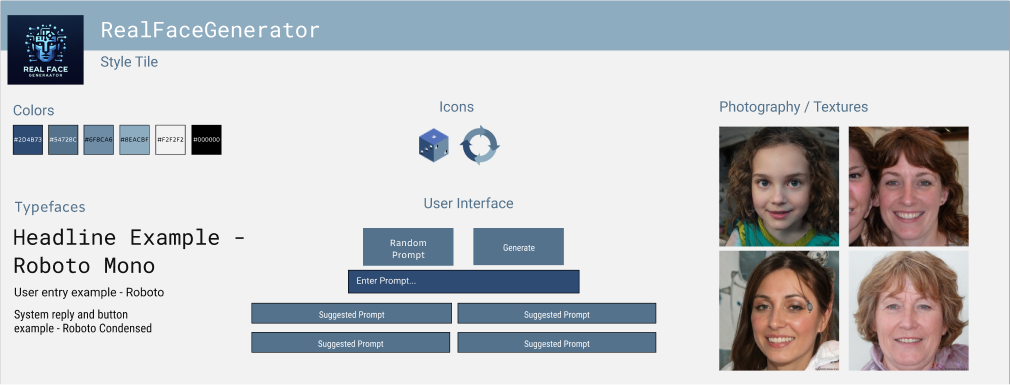 RealFaceGenerator
REAL FACE
GENERAATOR
Style Tile
Colors
#2D4B73
#54728C
#6F8CA6
#8EACBF
#F2F2F2
#000000
Icons
Photography / Textures
Typefaces
Headline Example -
Roboto Mono
User entry example - Roboto
System reply and button
example - Roboto Condensed
User Interface
Random
Prompt
Generate
Enter Prompt...
Suggested Prompt
Suggested Prompt
Suggested Prompt
Suggested Prompt